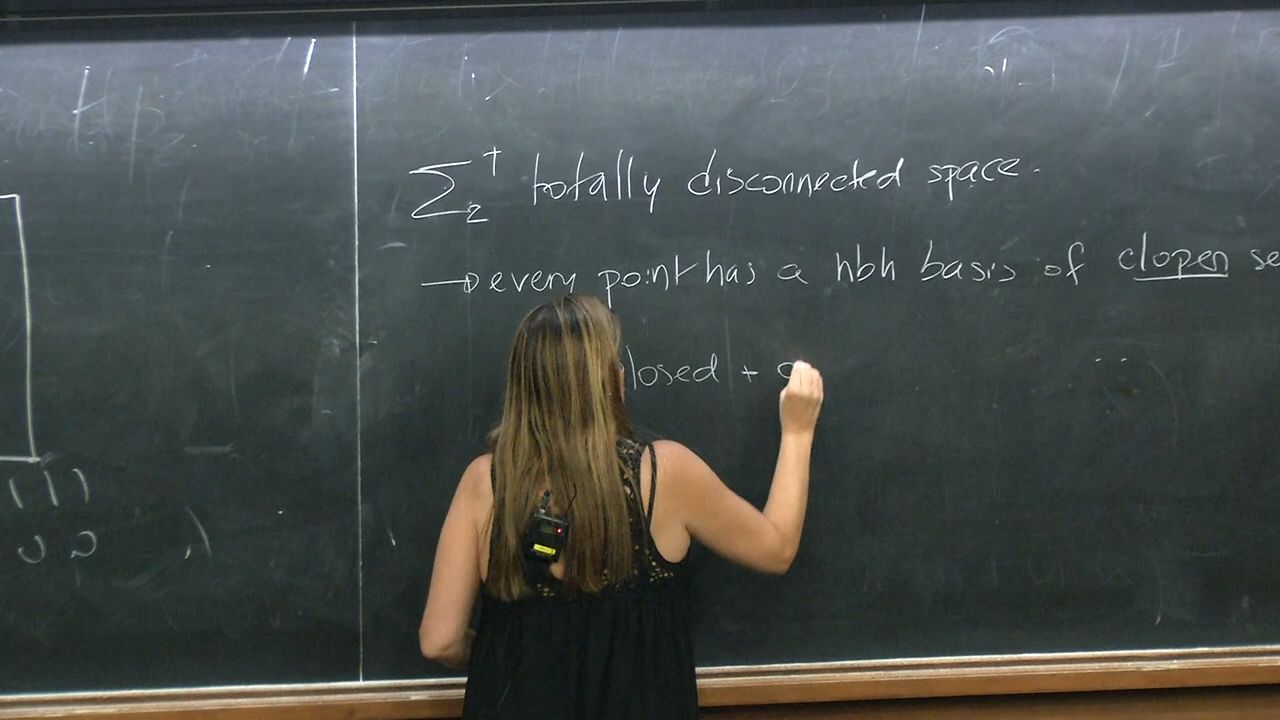 Σ₂⁺ totally disconnected space.
→ every point has a nbh basis of clopen se
losed + o